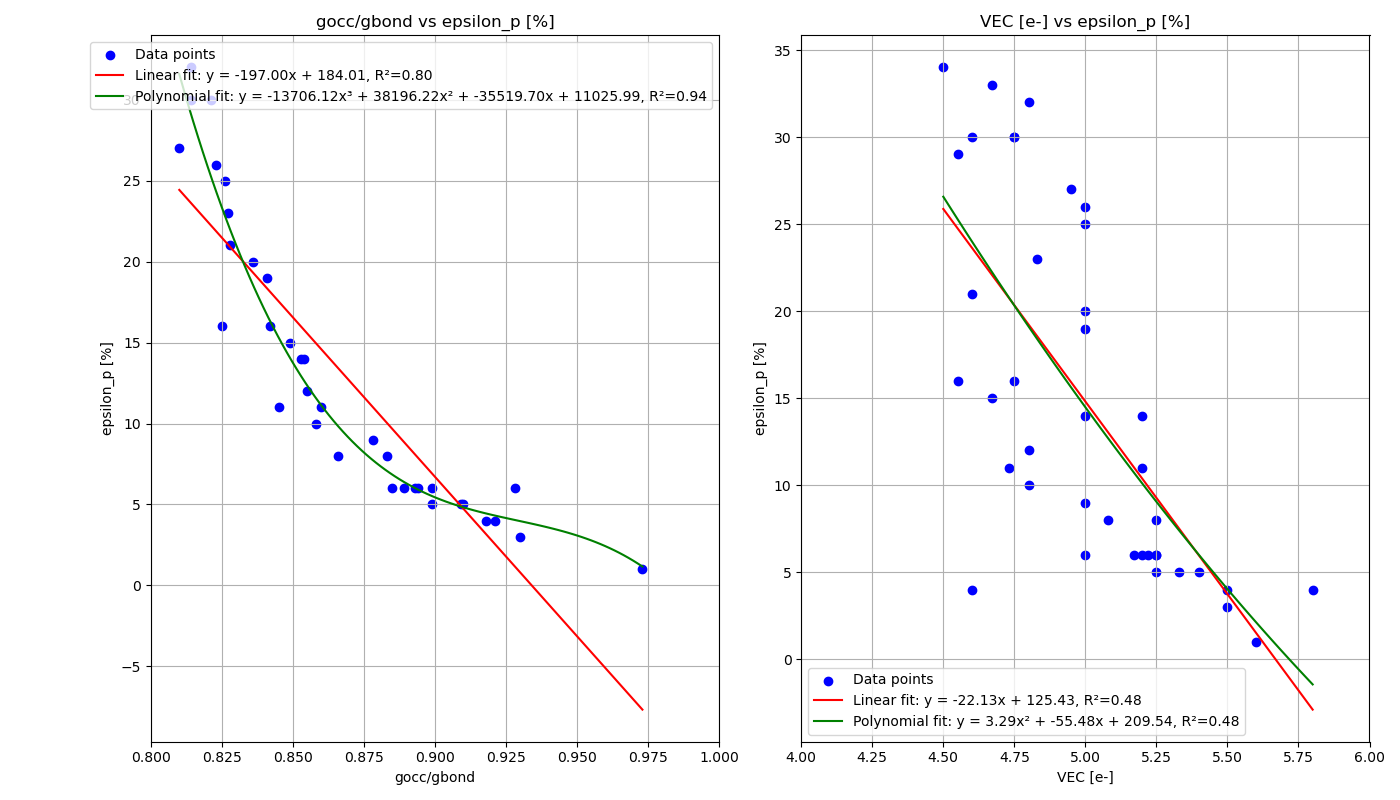 gocc/gbond vs epsilon_p [%]
Data points
Linear fit: y = -197.00x + 184.01, R²=0.80
Polynomial fit: y = -13706.12x³ + 38196.22x² + -35519.70x + 11025.99, R²=0.94
30
25
20
15
10
5
0
−5
epsilon_p [%]
0.800 0.825 0.850 0.875 0.900 0.925 0.950 0.975 1.000
gocc/gbond
VEC [e-] vs epsilon_p [%]
35
30
25
20
15
10
5
0
epsilon_p [%]
Data points
Linear fit: y = -22.13x + 125.43, R²=0.48
Polynomial fit: y = 3.29x² + -55.48x + 209.54, R²=0.48
4.00 4.25 4.50 4.75 5.00 5.25 5.50 5.75 6.00
VEC [e-]